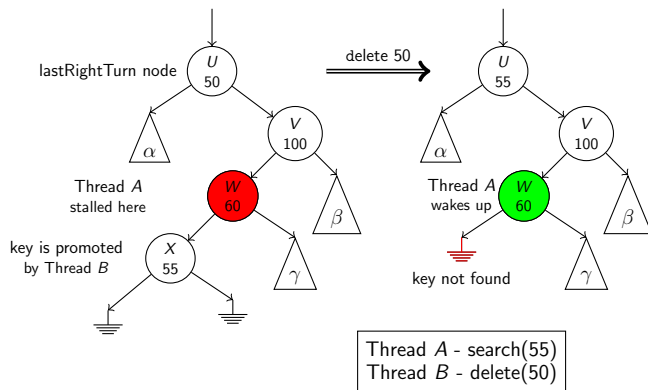 lastRightTurn node
U
50
delete 50
U
55
V
100
V
100
α
α
Thread A
stalled here
W
60
Thread A
wakes up
W
60
β
β
key is promoted
by Thread B
X
55
γ
key not found
γ
Thread A - search(55)
Thread B - delete(50)